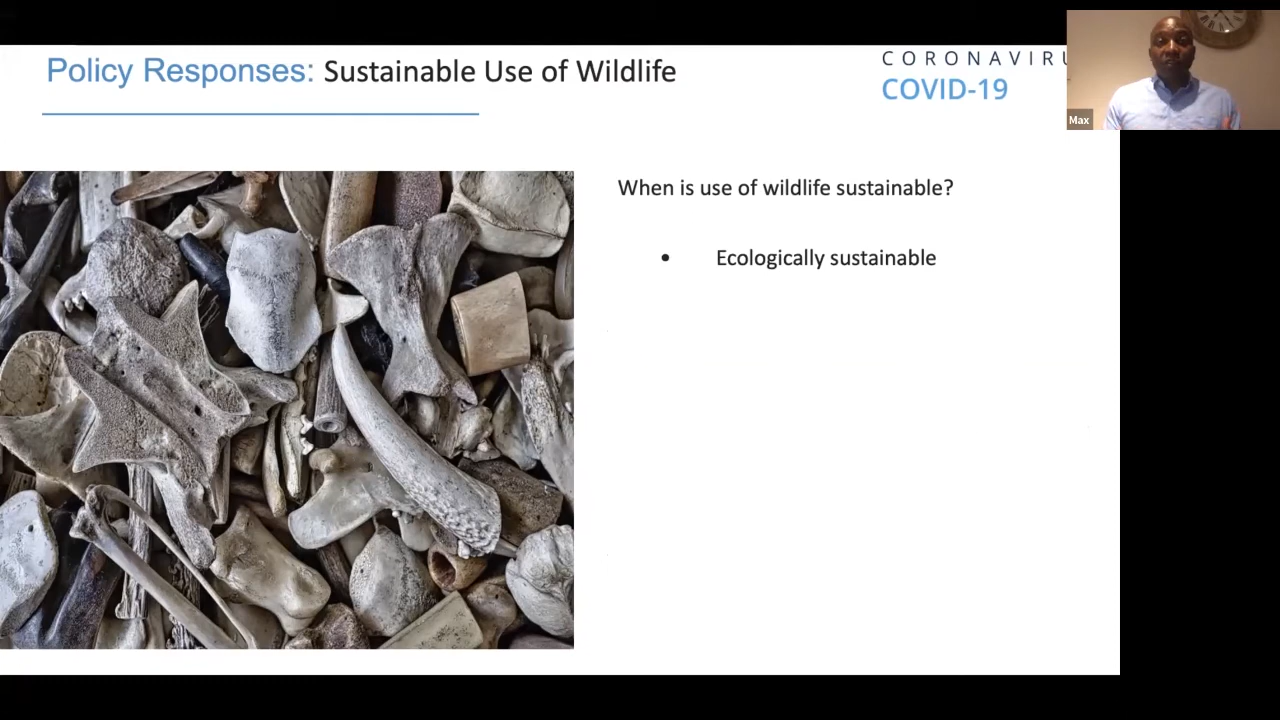 Policy Responses: Sustainable Use of Wildlife
CORONAVIRU
COVID-19
Max
When is use of wildlife sustainable?
• Ecologically sustainable